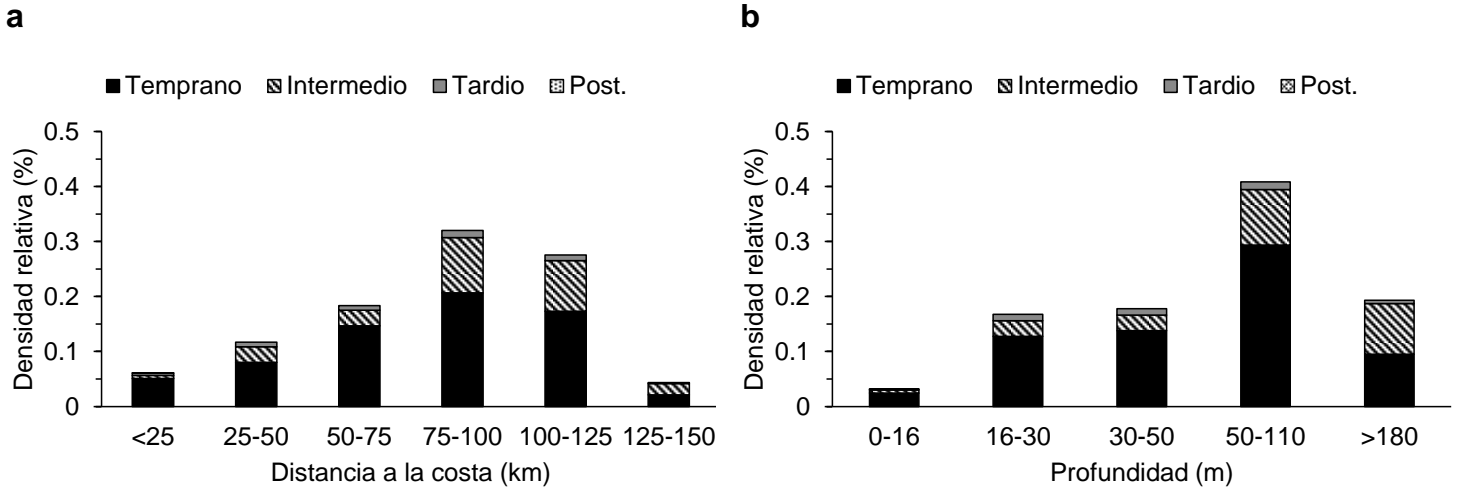 a
Temprano Intermedio Tardio Post.
Densidad relativa (%)
0.5
0.4
0.3
0.2
0.1
0
<25 25-50 50-75 75-100 100-125 125-150
Distancia a la costa (km)
b
Temprano Intermedio Tardio Post.
Densidad relativa (%)
0.5
0.4
0.3
0.2
0.1
0
0-16 16-30 30-50 50-110 >180
Profundidad (m)